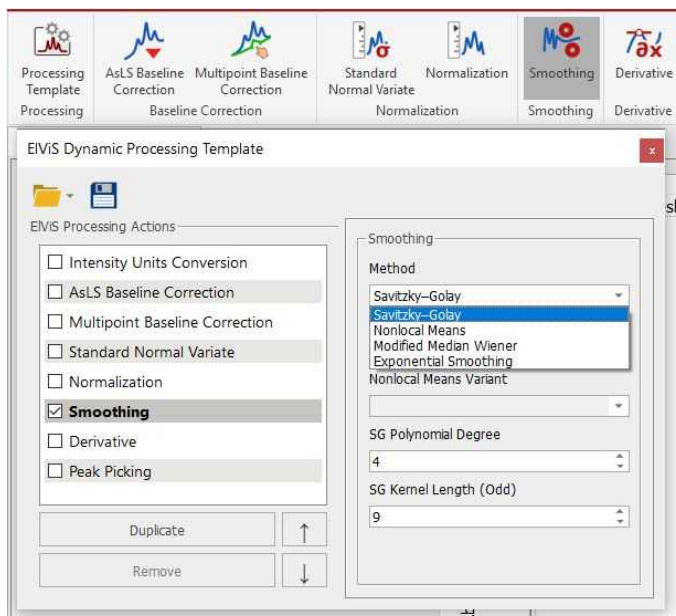 Processing Template
AsLS Baseline Correction
Multipoint Baseline Correction
Standard Normal Variate
Normalization
Smoothing
Derivative
Processing
Baseline Correction
Normalization
Smoothing
Derivative
ElViS Dynamic Processing Template
x
ElViS Processing Actions
Intensity Units Conversion
AsLS Baseline Correction
Multipoint Baseline Correction
Standard Normal Variate
Normalization
Smoothing
Derivative
Peak Picking
Duplicate
Remove
Smoothing
Method
Savitzky–Golay
Savitzky–Golay
Nonlocal Means
Modified Median Wiener
Exponential Smoothing
Nonlocal Means Variant
SG Polynomial Degree
4
SG Kernel Length (Odd)
9